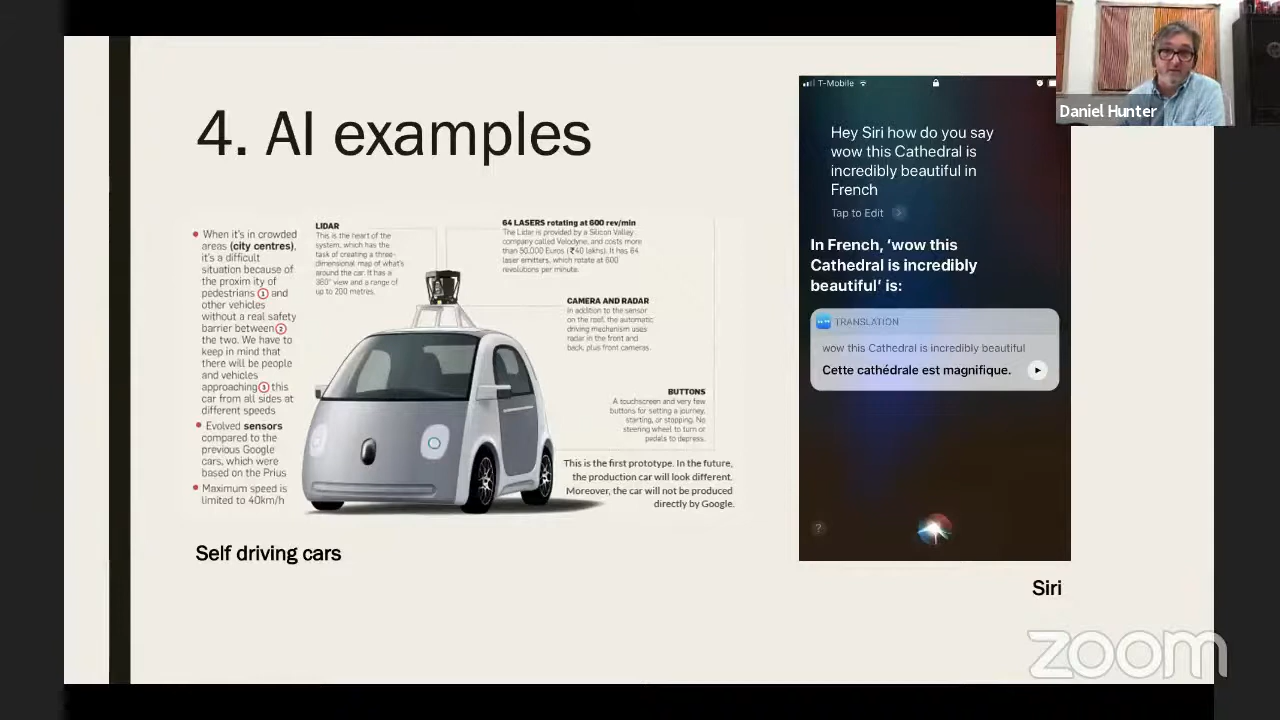 4. AI examples
When it's in crowded
areas (city centres),
it's a difficult
situation because of
the proxim ity of
pedestrians 1 and
other vehicles
without a real safety
barrier between 2
the two. We have to
keep in mind that
there will be people
and vehicles
approaching 3 this
car from all sides at
different speeds
Evolved sensors
compared to the
previous Google
cars, which were
based on the Prius
Maximum speed is
limited to 40km/h
LIDAR
This is the heart of the
system, which has the
task of creating a three-
dimensional map of what's
around the car. It has a
360° view and a range of
up to 200 metres.
64 LASERS rotating at 600 rev/min
The Lidar is provided by a Silicon Valley
company called Velodyne, and costs more
than 50,000 Euros (₹40 lakhs). It has 64
laser emitters, which rotate at 600
revolutions per minute.
CAMERA AND RADAR
In addition to the sensor
on the roof, the automatic
driving mechanism uses
radar in the front and
back, plus front cameras.
BUTTONS
A touchscreen and very few
buttons for setting a journey,
starting, or stopping. No
steering wheel to turn or
pedals to depress.
This is the first prototype. In the future,
the production car will look different.
Moreover, the car will not be produced
directly by Google.
Self driving cars
T-Mobile
Hey Siri how do you say
wow this Cathedral is
incredibly beautiful in
French
Tap to Edit
In French, 'wow this
Cathedral is incredibly
beautiful' is:
TRANSLATION
wow this Cathedral is incredibly beautiful
Cette cathédrale est magnifique.
?
Siri
Daniel Hunter
zoom